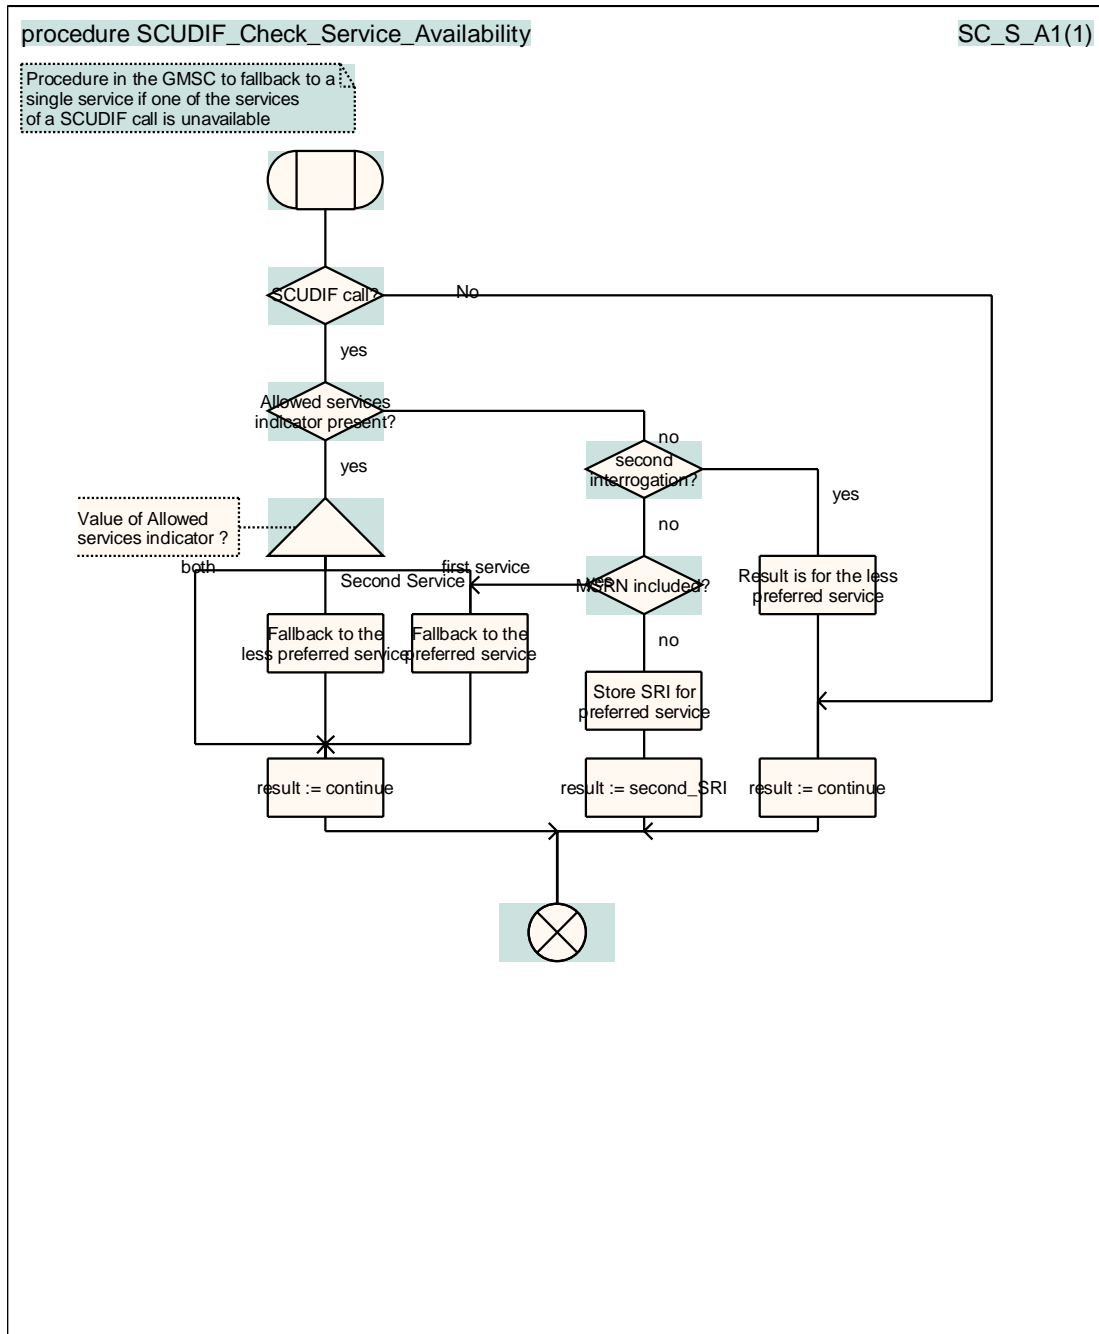 procedure SCUDIF_Check_Service_Availability
SC_S_A1(1)
Procedure in the GMSC to fallback to a
single service if one of the services
of a SCUDIF call is unavailable
SCUDIF call?
No
yes
Allowed services
indicator present?
no
yes
second
interrogation?
yes
no
Value of Allowed
services indicator ?
both
Second Service
first service
yes
MSRN included?
Result is for the less
preferred service
Fallback to the
less preferred service
Fallback to the
preferred service
no
Store SRI for
preferred service
result := continue
result := second_SRI
result := continue